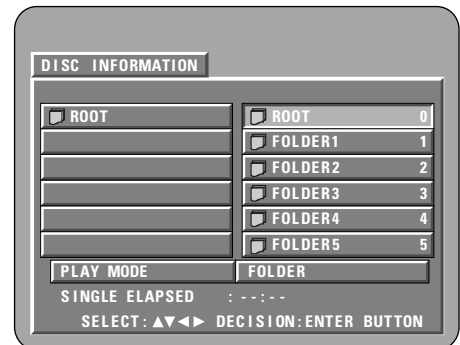 DISC INFORMATION
ROOT ROOT 0
FOLDER1 1
FOLDER2 2
FOLDER3 3
FOLDER4 4
FOLDER5 5
PLAY MODE FOLDER
SINGLE ELAPSED :--:--
SELECT:▲▼◄► DECISION:ENTER BUTTON